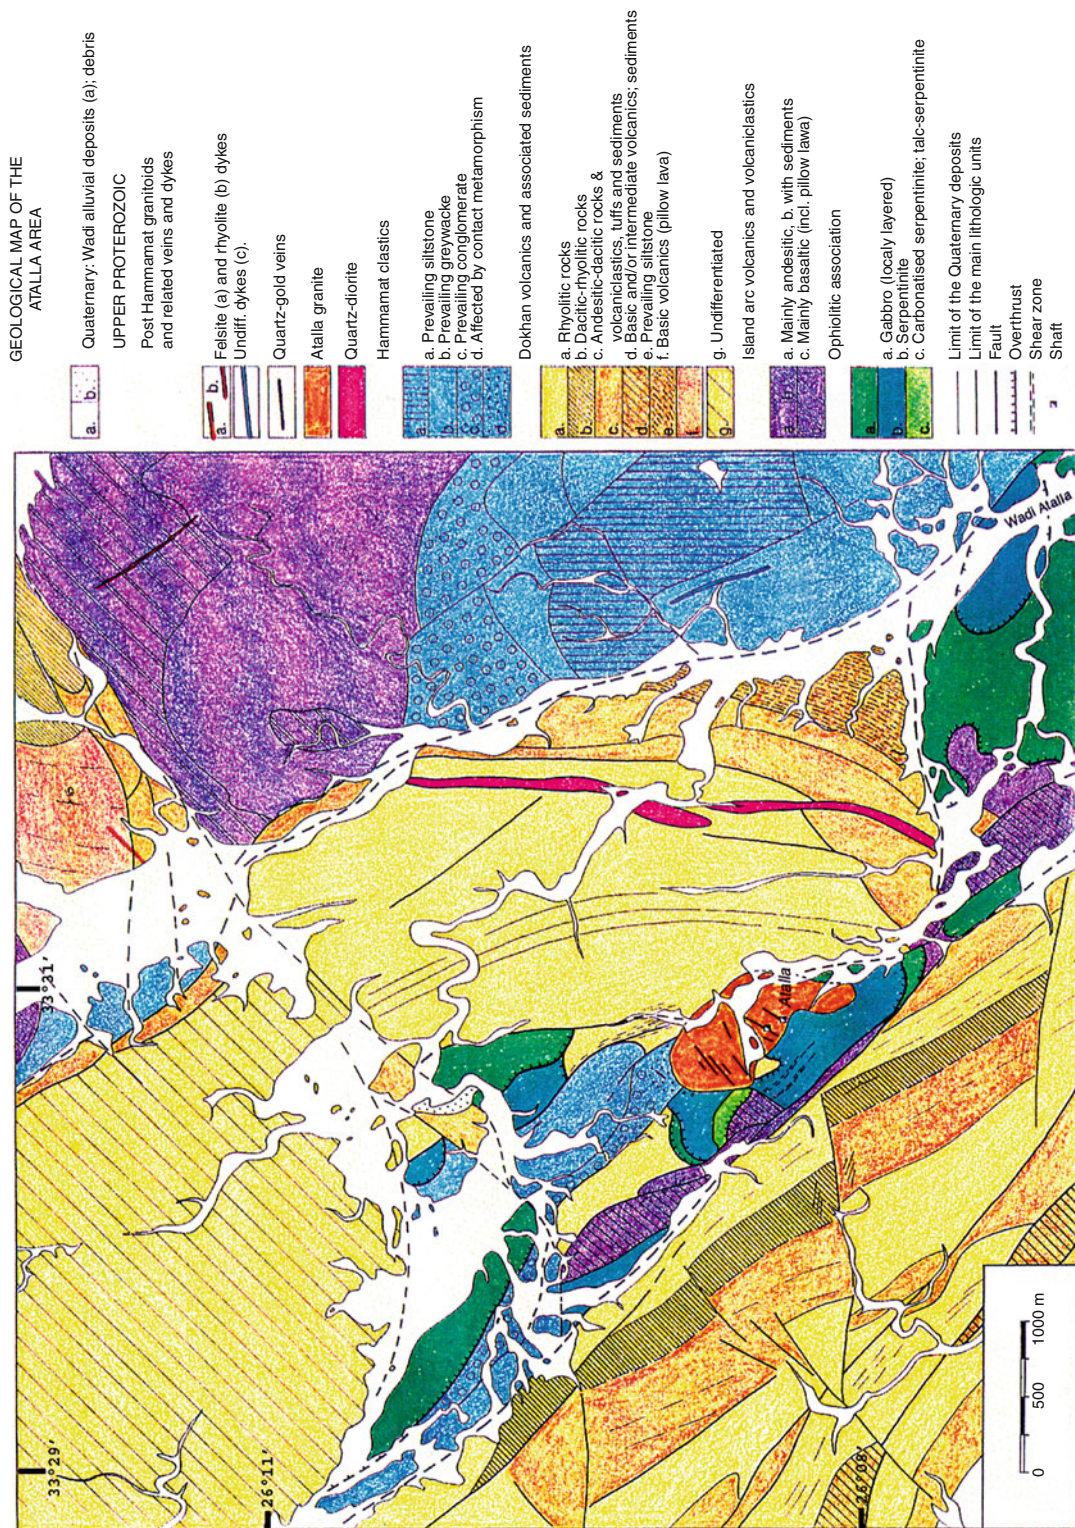 GEOLOGICAL MAP OF THE
ATALLA AREA
a. b. Quaternary: Wadi alluvial deposits (a); debris
UPPER PROTEROZOIC
Post Hammamat granitoids
and related veins and dykes
a. b. Felsite (a) and rhyolite (b) dykes
Undiff. dykes (c).
Quartz-gold veins
Atalla granite
Quartz-diorite
Hammamat clastics
a. a. Prevailing siltstone
b. b. Prevailing greywacke
c. c. Prevailing conglomerate
d. d. Affected by contact metamorphism
Dokhan volcanics and associated sediments
a. a. Rhyolitic rocks
b. b. Dacitic-rhyolitic rocks
c. c. Andesitic-dacitic rocks &
volcaniclastics, tuffs and sediments
d. d. Basic and/or intermediate volcanics; sediments
e. e. Prevailing siltstone
f. f. Basic volcanics (pillow lava)
g. g. Undifferentiated
Island arc volcanics and volcaniclastics
a. b. a. Mainly andesitic, b. with sediments
c. c. Mainly basaltic (incl. pillow lawa)
Ophiolitic association
a. a. Gabbro (localy layered)
b. b. Serpentinite
c. c. Carbonatised serpentinite; talc-serpentinite
Limit of the Quaternary deposits
Limit of the main lithologic units
Fault
Overthrust
Shear zone
Shaft
33°29'
33°31'
26°11'
26°08'
Atalla
Wadi Atalla
0 500 1000 m